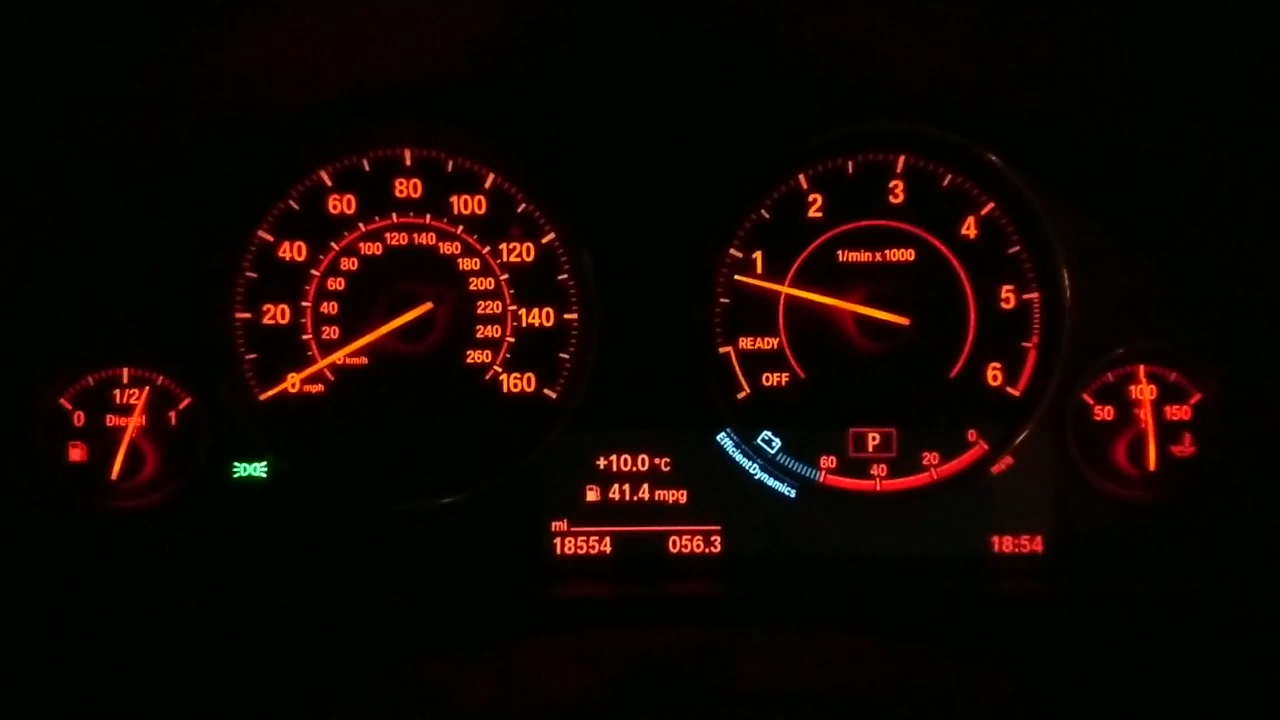 20
40
60
80
100
120
140
160
0 mph
20
40
60
80
100
120 140
160
180
200
220
240
260
km/h
1
2
3
4
5
6
1/min x 1000
READY
OFF
0
1/2
1
Diesel
50
100
150
°C
+10.0 °C
41.4 mpg
mi
18554 056.3
EfficientDynamics
P
60
40
20
0
mpg
18:54